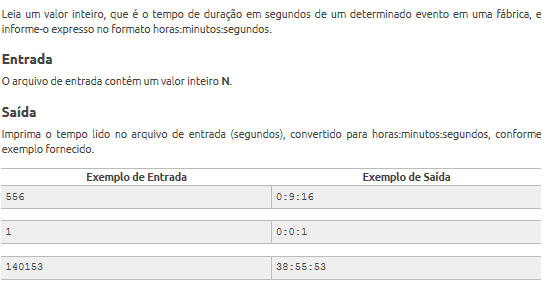 Leia um valor inteiro, que é o tempo de duração em segundos de um determinado evento em uma fábrica, e
informe-o expresso no formato horas:minutos:segundos.
Entrada
O arquivo de entrada contém um valor inteiro N.
Saída
Imprima o tempo lido no arquivo de entrada (segundos), convertido para horas:minutos:segundos, conforme
exemplo fornecido.
Exemplo de Entrada Exemplo de Saída
556 0:9:16
1 0:0:1
140153 38:55:53